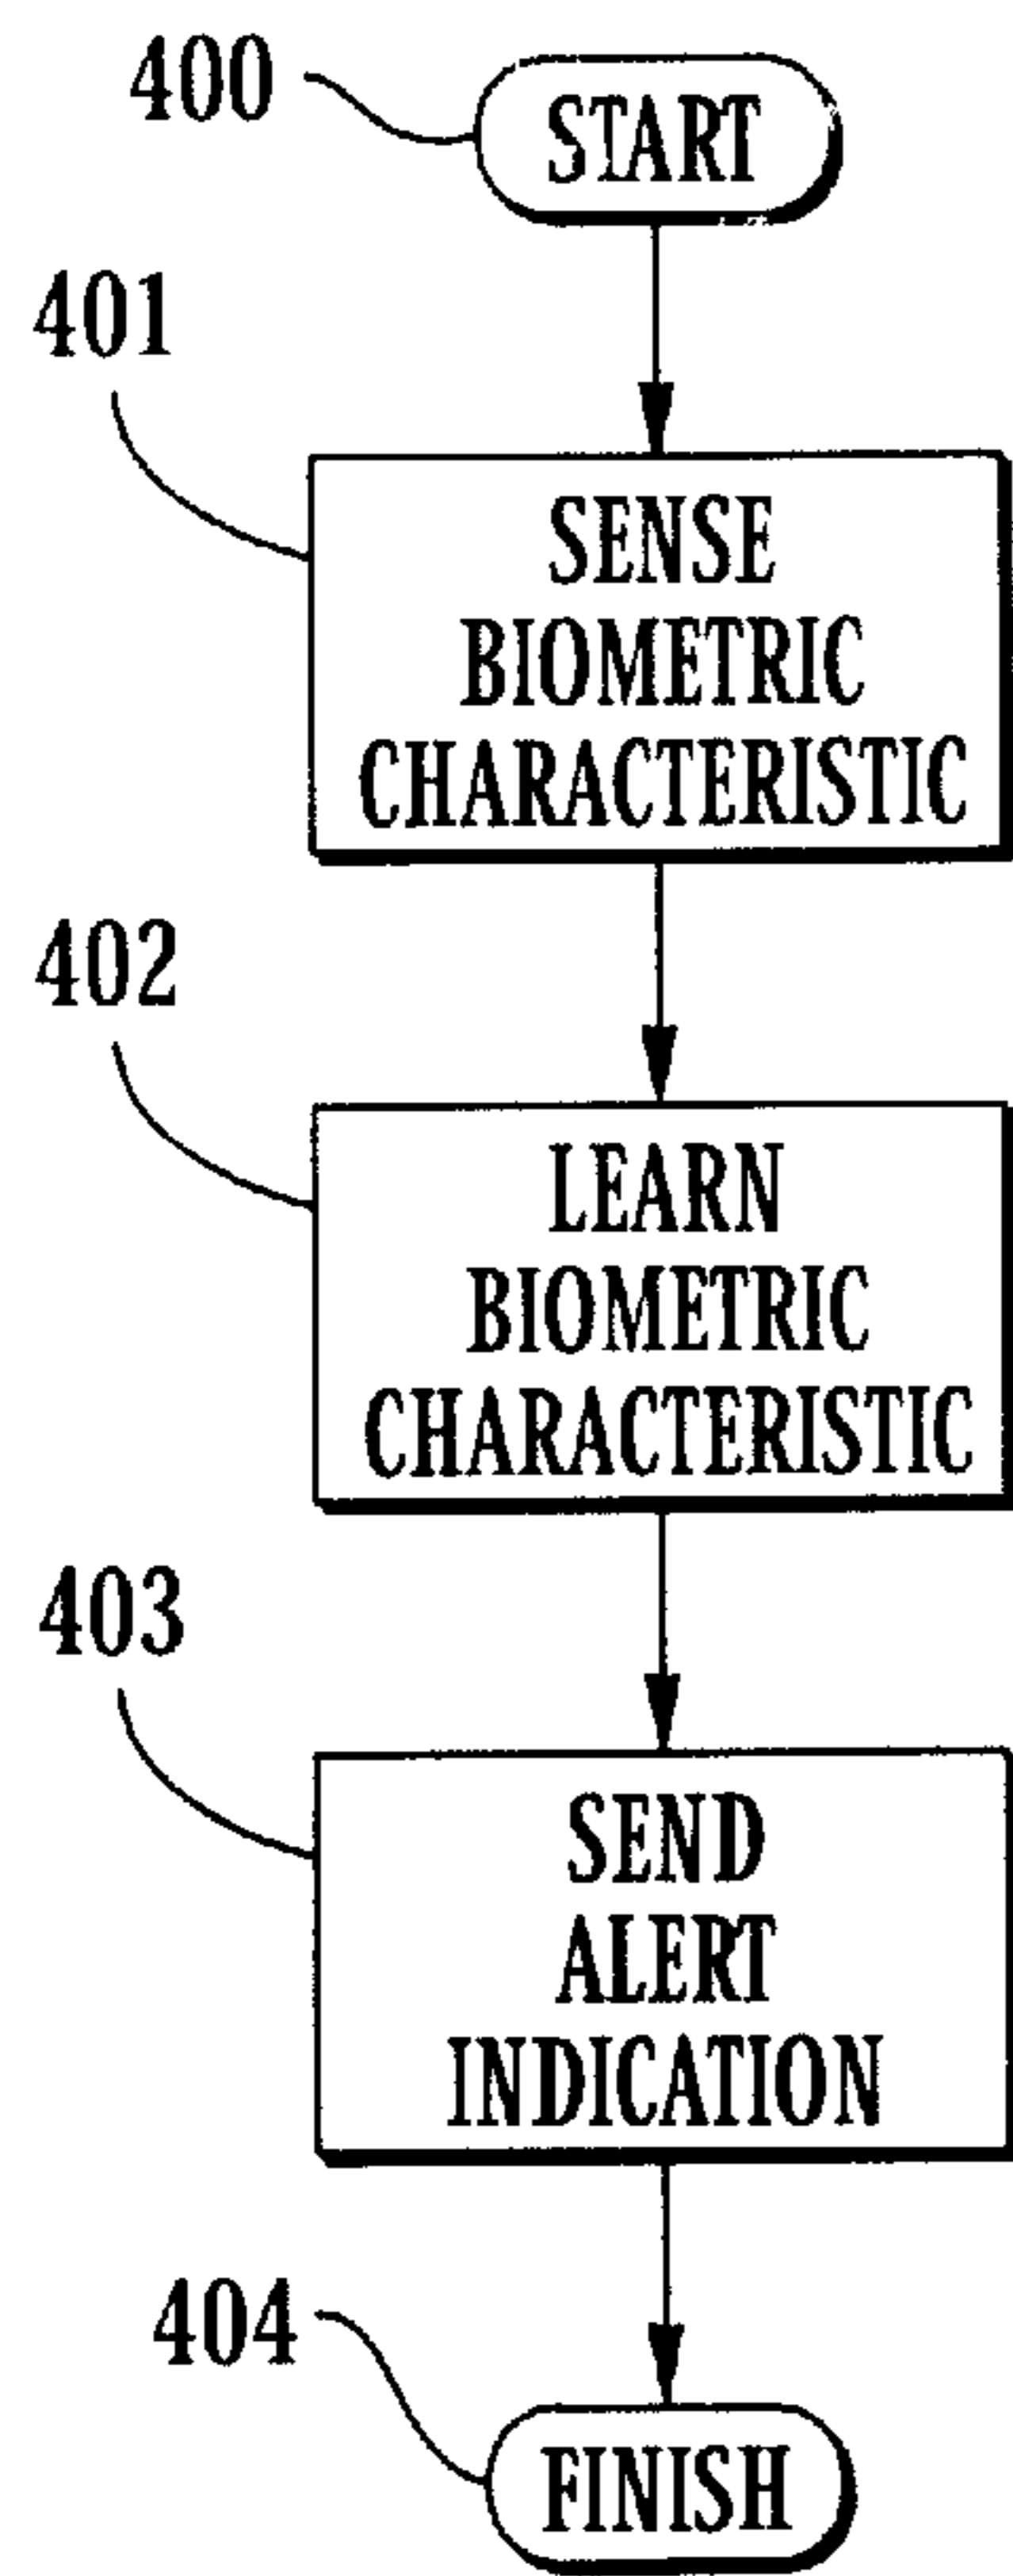 400
START
401
SENSE
BIOMETRIC
CHARACTERISTIC
402
LEARN
BIOMETRIC
CHARACTERISTIC
403
SEND
ALERT
INDICATION
404
FINISH